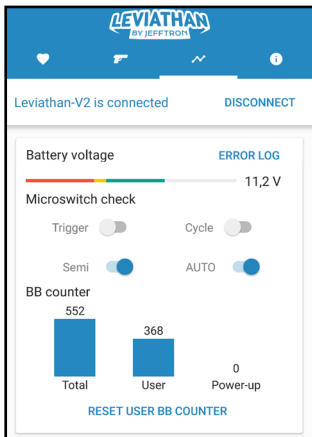 LEVIATHAN
BY JEFFTRON
Leviathan-V2 is connected DISCONNECT
Battery voltage ERROR LOG
11,2 V
Microswitch check
Trigger Cycle
Semi AUTO
BB counter
552
368
0
Total User Power-up
RESET USER BB COUNTER